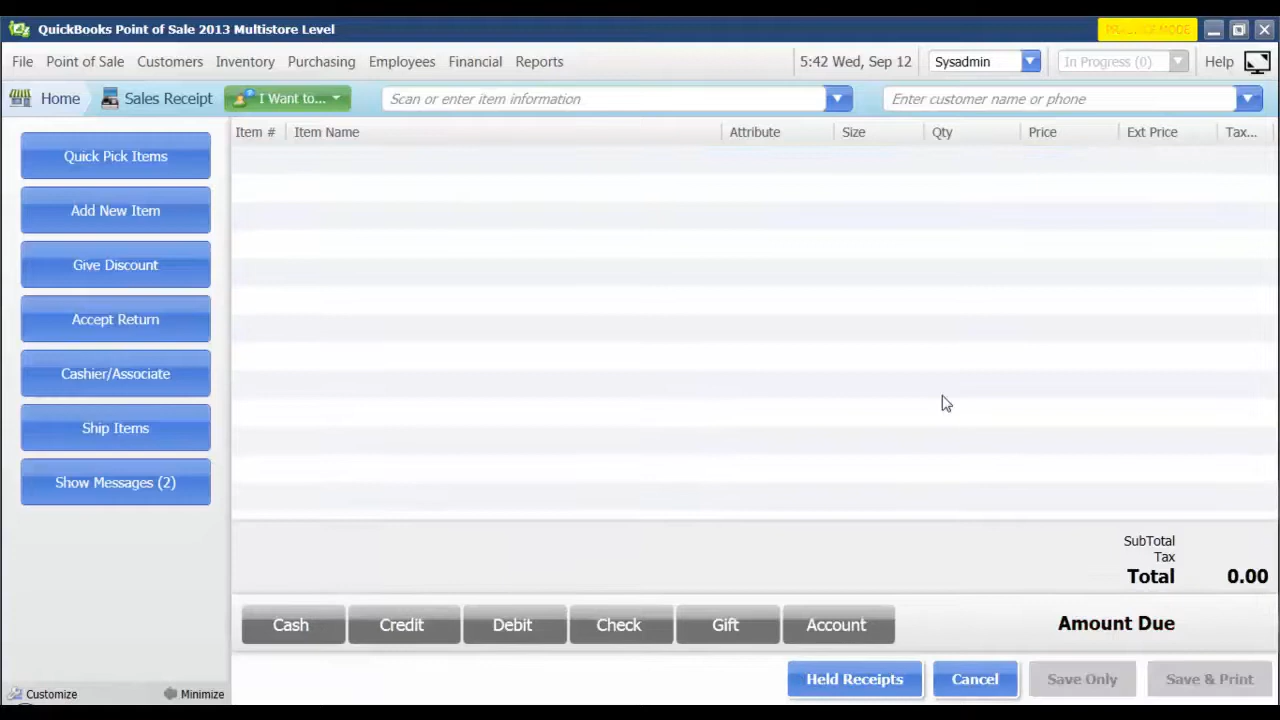 QuickBooks Point of Sale 2013 Multistore Level
PRACTICE MODE
File Point of Sale Customers Inventory Purchasing Employees Financial Reports 5:42 Wed, Sep 12 Sysadmin In Progress (0) Help
Home Sales Receipt I Want to... Scan or enter item information Enter customer name or phone
Item # Item Name Attribute Size Qty Price Ext Price Tax...
Quick Pick Items
Add New Item
Give Discount
Accept Return
Cashier/Associate
Ship Items
Show Messages (2)
SubTotal
Tax
Total 0.00
Cash Credit Debit Check Gift Account Amount Due
Held Receipts Cancel Save Only Save & Print
Customize Minimize